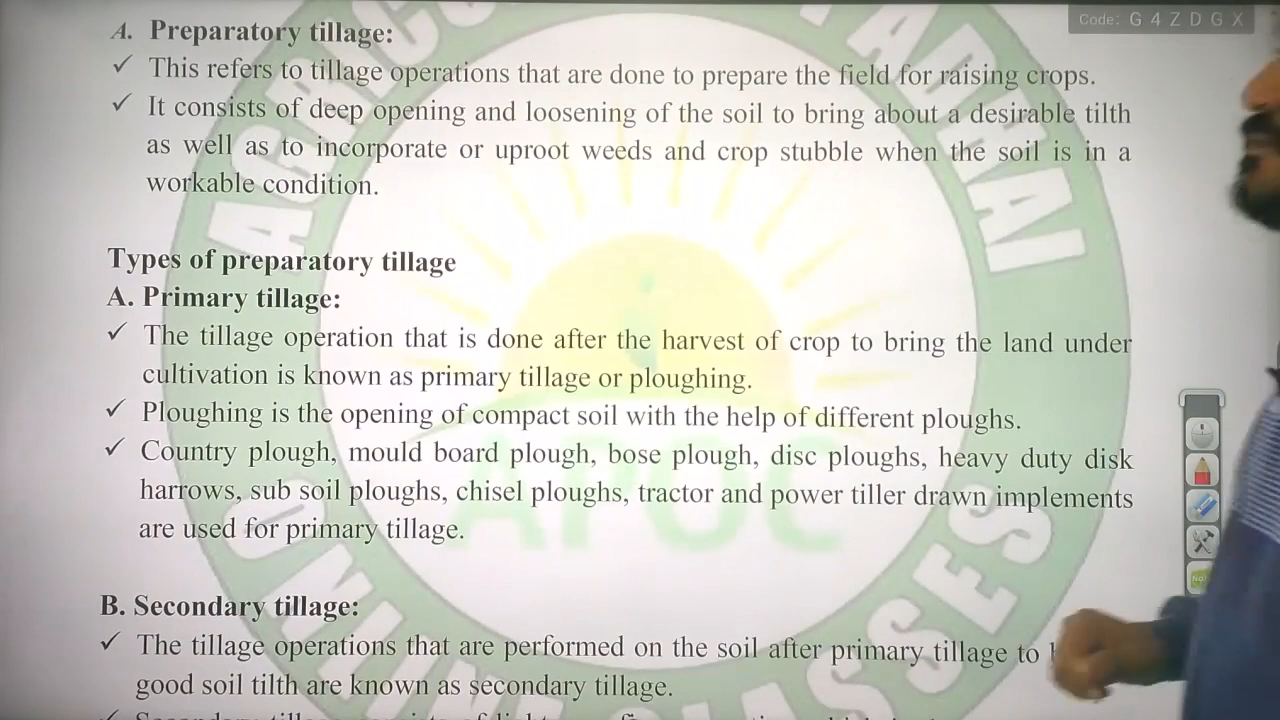 Code: G 4 Z D G X
A. Preparatory tillage:
✓ This refers to tillage operations that are done to prepare the field for raising crops.
✓ It consists of deep opening and loosening of the soil to bring about a desirable tilth
as well as to incorporate or uproot weeds and crop stubble when the soil is in a
workable condition.
Types of preparatory tillage
A. Primary tillage:
✓ The tillage operation that is done after the harvest of crop to bring the land under
cultivation is known as primary tillage or ploughing.
✓ Ploughing is the opening of compact soil with the help of different ploughs.
✓ Country plough, mould board plough, bose plough, disc ploughs, heavy duty disk
harrows, sub soil ploughs, chisel ploughs, tractor and power tiller drawn implements
are used for primary tillage.
B. Secondary tillage:
✓ The tillage operations that are performed on the soil after primary tillage to
good soil tilth are known as secondary tillage.
APOC